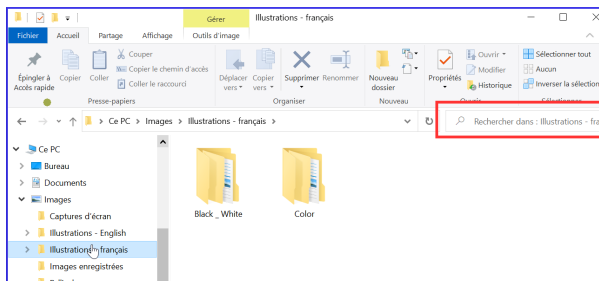 Gérer
Illustrations - français
Fichier
Accueil
Partage
Affichage
Outils d'image
Épingler à
Accès rapide
Copier
Coller
Couper
Copier le chemin d'accès
Coller le raccourci
Déplacer
vers
Copier
vers
Supprimer
Renommer
Nouveau
dossier
Propriétés
Ouvrir
Modifier
Historique
Sélectionner tout
Aucun
Inverser la sélection
Presse-papiers
Organiser
Nouveau
Ouvrir
Sélectionner
Ce PC > Images > Illustrations - français >
Rechercher dans : Illustrations - fra
Ce PC
Bureau
Documents
Images
Captures d'écran
Illustrations - English
Illustrations français
Images enregistrées
Black _ White
Color